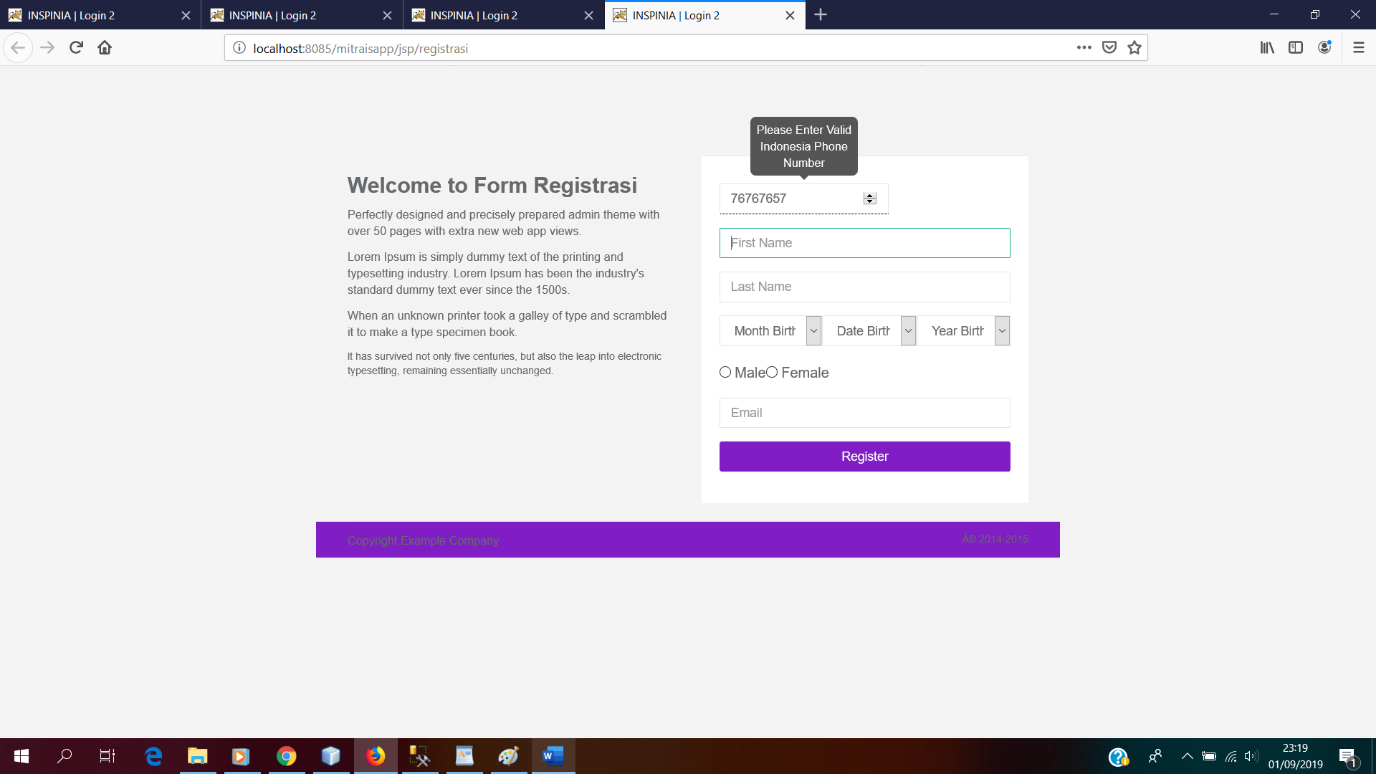 INSPINIA | Login 2
INSPINIA | Login 2
INSPINIA | Login 2
INSPINIA | Login 2
localhost:8085/mitraisapp/jsp/registrasi
Please Enter Valid
Indonesia Phone
Number
Welcome to Form Registrasi
Perfectly designed and precisely prepared admin theme with
over 50 pages with extra new web app views.
Lorem Ipsum is simply dummy text of the printing and
typesetting industry. Lorem Ipsum has been the industry's
standard dummy text ever since the 1500s.
When an unknown printer took a galley of type and scrambled
it to make a type specimen book.
It has survived not only five centuries, but also the leap into electronic
typesetting, remaining essentially unchanged.
76767657
First Name
Last Name
Month Birth Date Birth Year Birth
Male Female
Email
Register
Copyright Example Company
Â© 2014-2015
23:19
01/09/2019
1